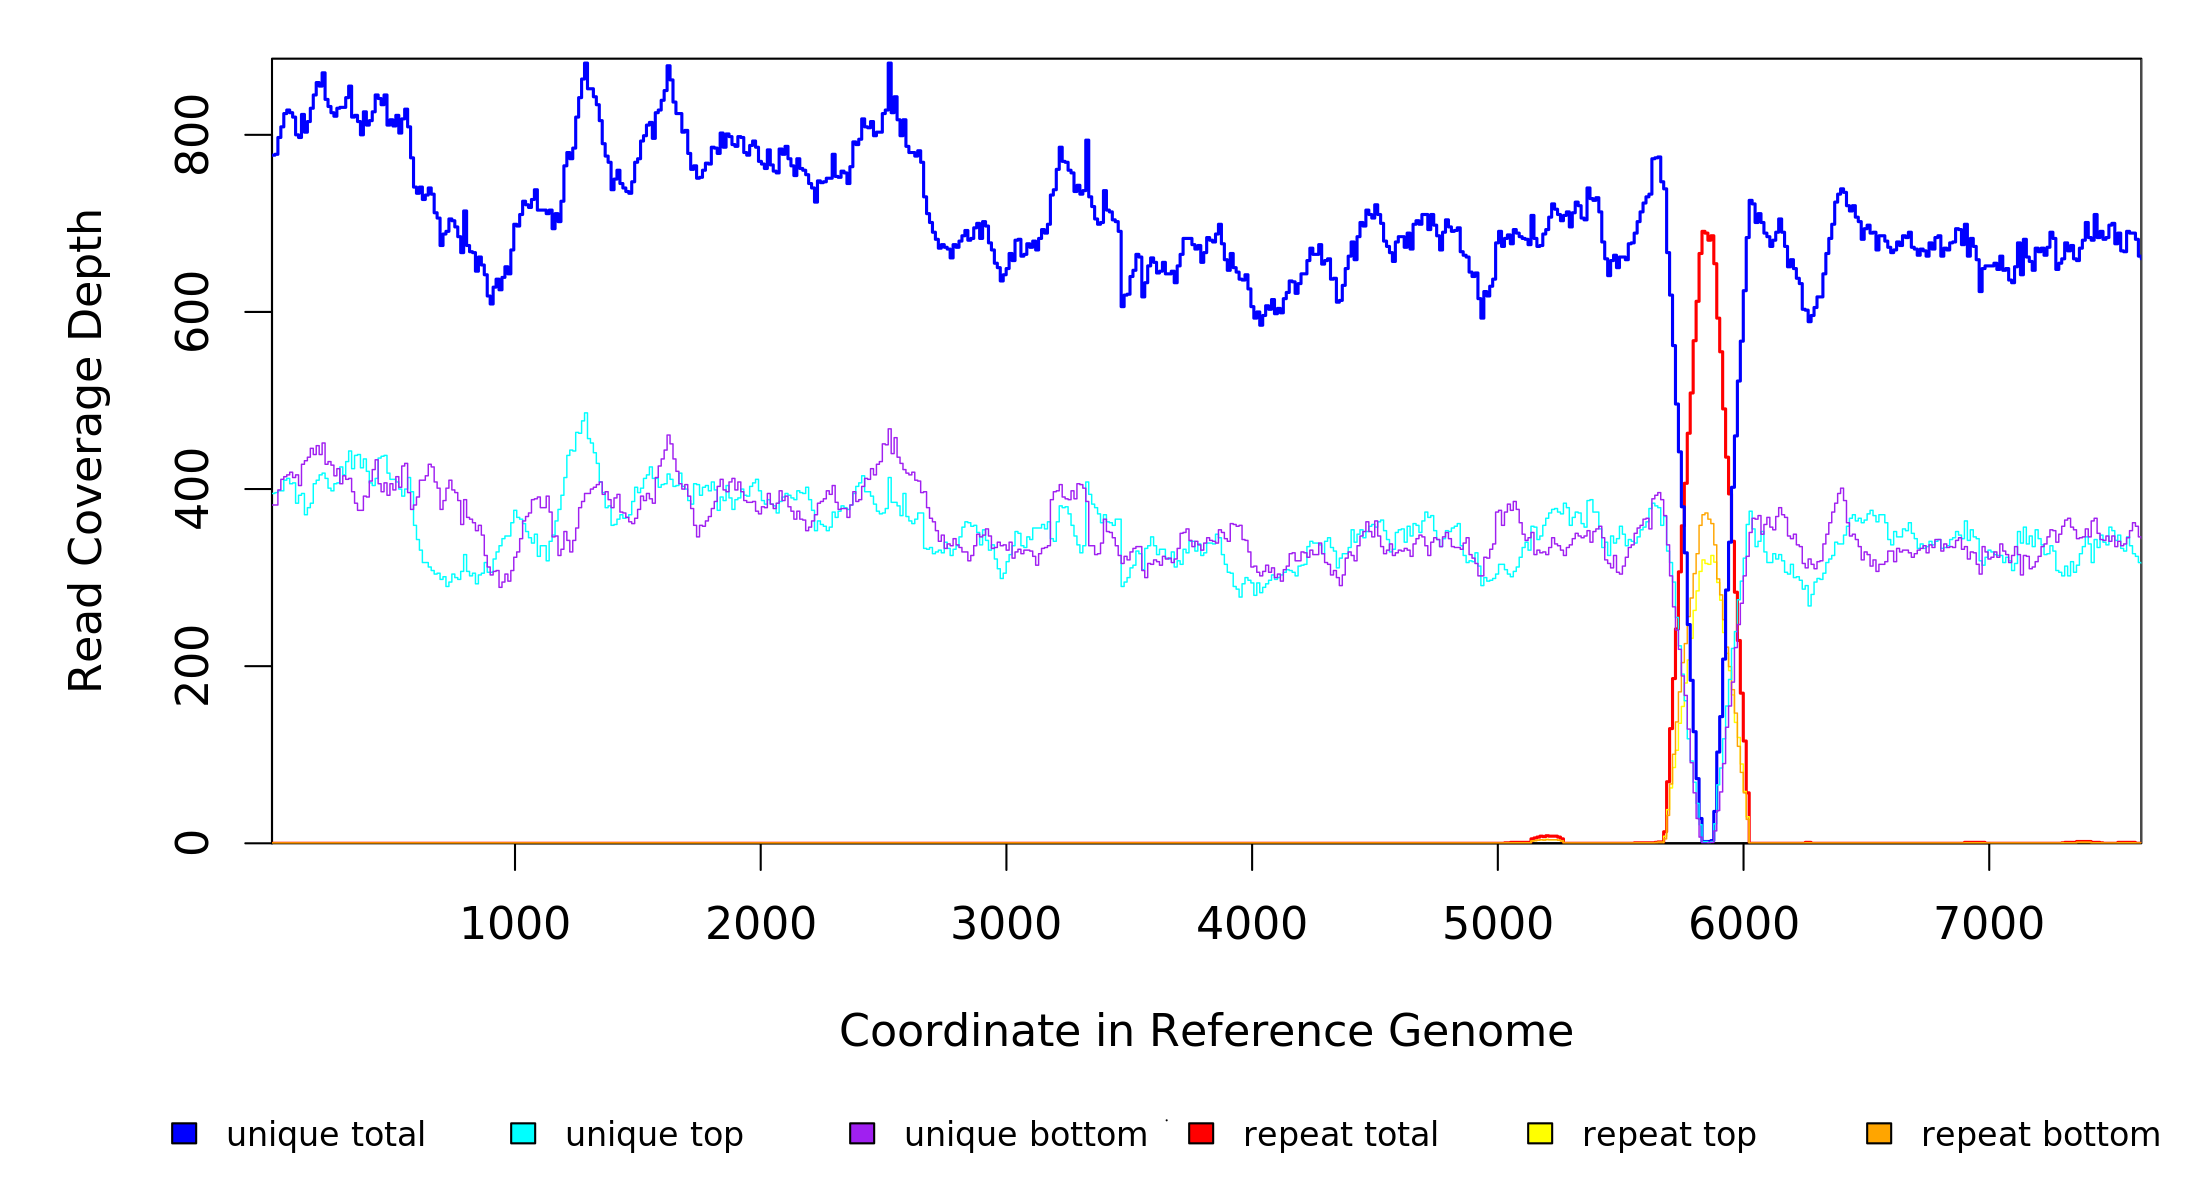 Read Coverage Depth
800
600
400
200
0
1000 2000 3000 4000 5000 6000 7000
Coordinate in Reference Genome
unique total unique top unique bottom repeat total repeat top repeat bottom